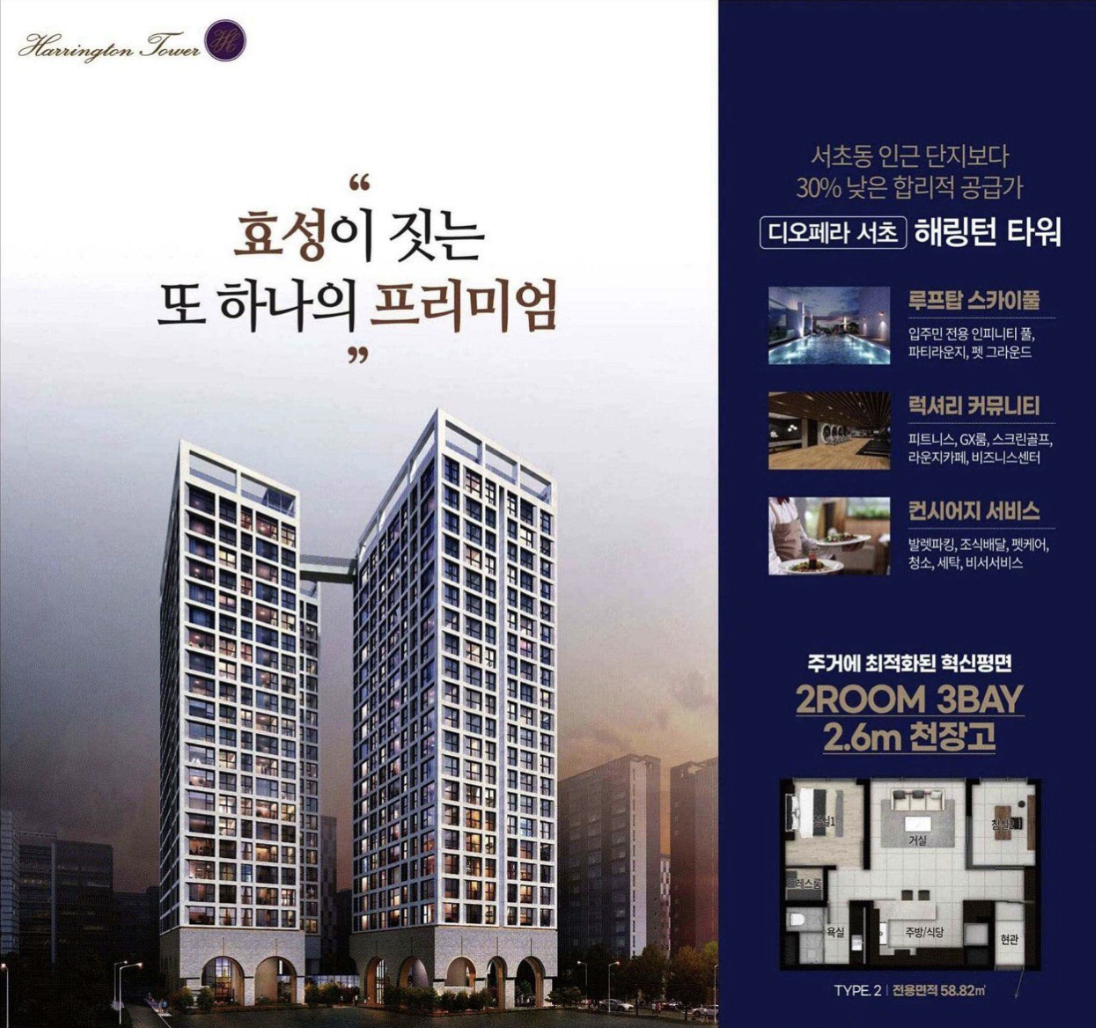 Harrington Tower
“
효성이 짓는
또 하나의 프리미엄
”
서초동 인근 단지보다
30% 낮은 합리적 공급가
디오페라 서초 해링턴 타워
루프탑 스카이풀
입주민 전용 인피니티 풀,
파티라운지, 펫 그라운드
럭셔리 커뮤니티
피트니스, GX룸, 스크린골프,
라운지카페, 비즈니스센터
컨시어지 서비스
발렛파킹, 조식배달, 펫케어,
청소, 세탁, 비서서비스
주거에 최적화된 혁신평면
2ROOM 3BAY
2.6m 천장고
거실
욕실
주방/식당
현관
TYPE. 2 | 전용면적 58.82㎡